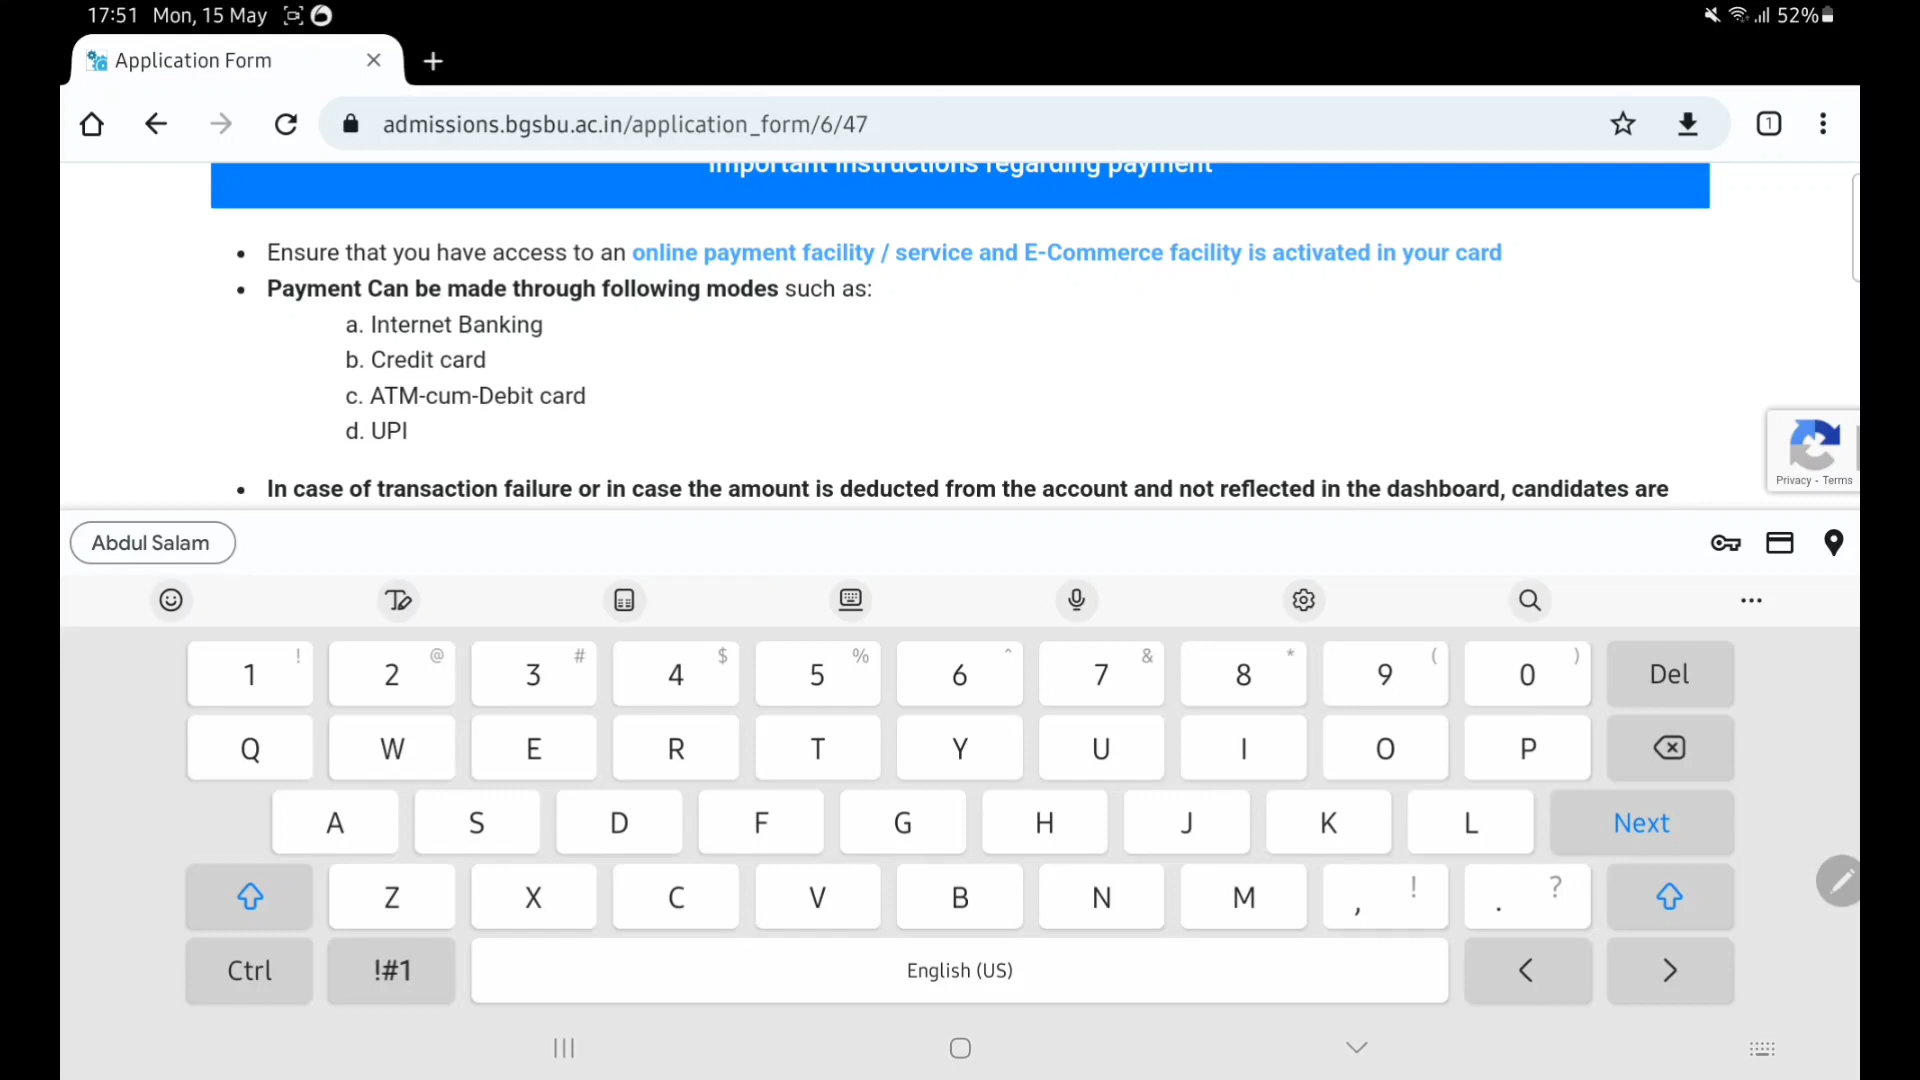 17:51 Mon, 15 May
52%
Application Form
admissions.bgsbu.ac.in/application_form/6/47
1
Important instructions regarding payment
• Ensure that you have access to an online payment facility / service and E-Commerce facility is activated in your card
• Payment Can be made through following modes such as:
a. Internet Banking
b. Credit card
c. ATM-cum-Debit card
d. UPI
Privacy - Terms
• In case of transaction failure or in case the amount is deducted from the account and not reflected in the dashboard, candidates are
Abdul Salam
1 ! 2 @ 3 # 4 $ 5 % 6 ^ 7 & 8 * 9 ( 0 ) Del
Q W E R T Y U I O P
A S D F G H J K L Next
Z X C V B N M , ! . ?
Ctrl !#1 English (US) < >